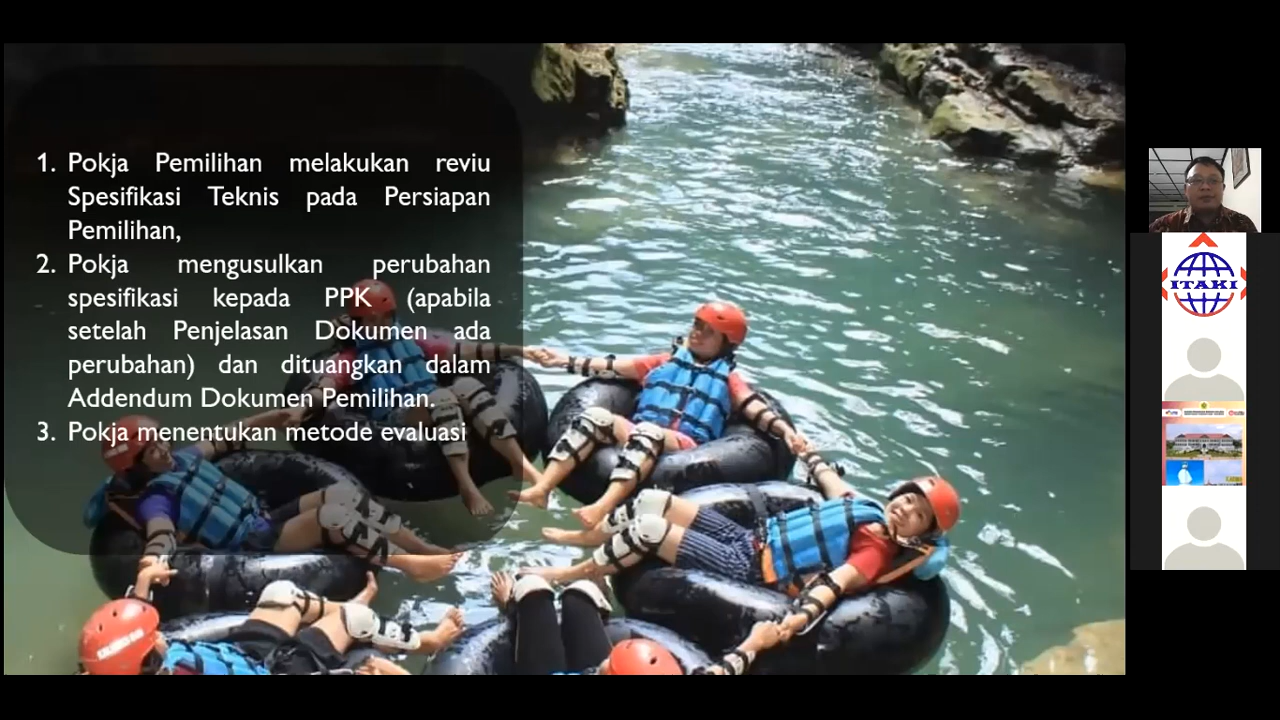 1. Pokja Pemilihan melakukan reviu
Spesifikasi Teknis pada Persiapan
Pemilihan,
2. Pokja mengusulkan perubahan
spesifikasi kepada PPK (apabila
setelah Penjelasan Dokumen ada
perubahan) dan dituangkan dalam
Addendum Dokumen Pemilihan.
3. Pokja menentukan metode evaluasi
ITAKI